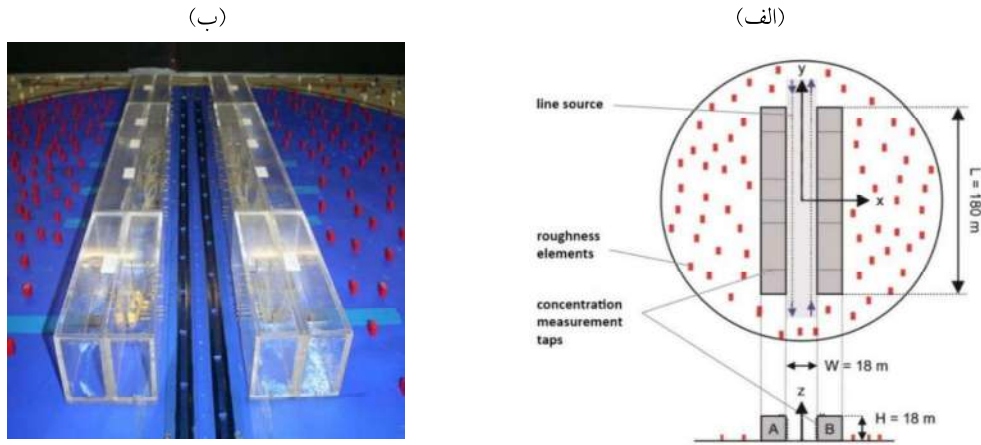 (الف)
(ب)
y
line source
x
L = 180 m
roughness
elements
concentration
measurement
taps
W = 18 m
z
H = 18 m
A
B